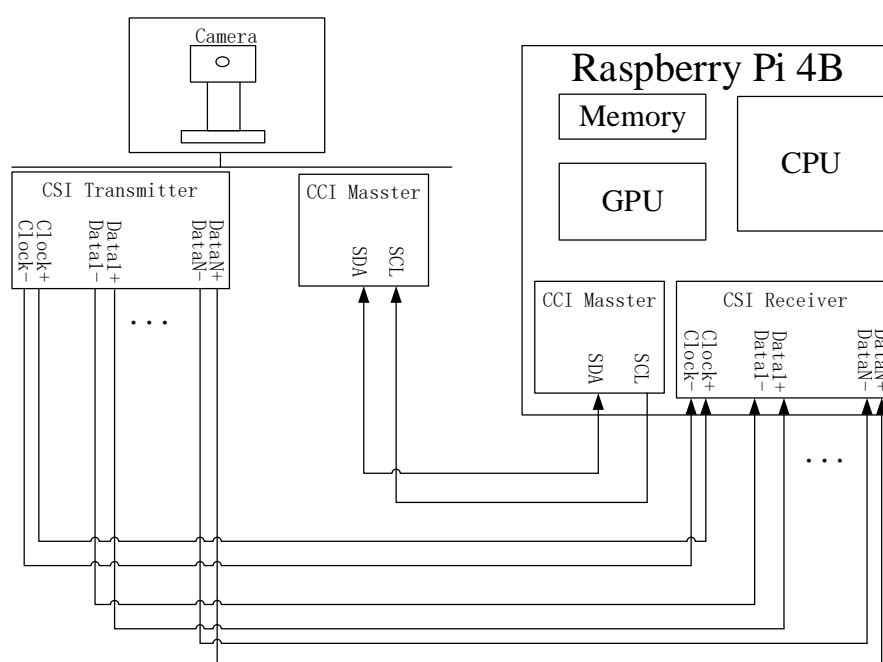 Camera
CSI Transmitter
Clock-
Clock+
Data1-
Data1+
DataN-
DataN+
...
CCI Masster
SDA
SCL
Raspberry Pi 4B
Memory
GPU
CPU
CCI Masster
SDA
SCL
CSI Receiver
Clock-
Clock+
Data1-
Data1+
DataN-
DataN+
...